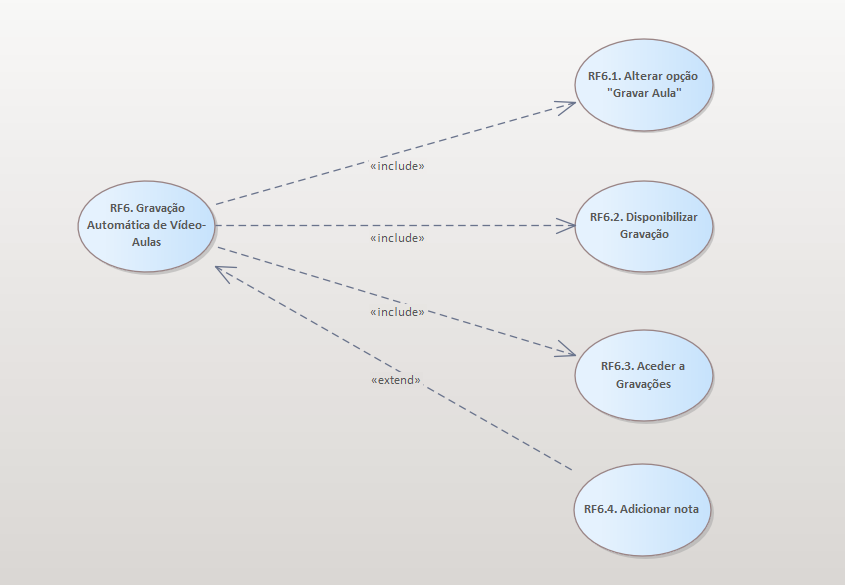 RF6.1. Alterar opção
"Gravar Aula"
«include»
RF6. Gravação
Automática de Vídeo-
Aulas
RF6.2. Disponibilizar
Gravação
«include»
«include»
RF6.3. Aceder a
Gravações
«extend»
RF6.4. Adicionar nota